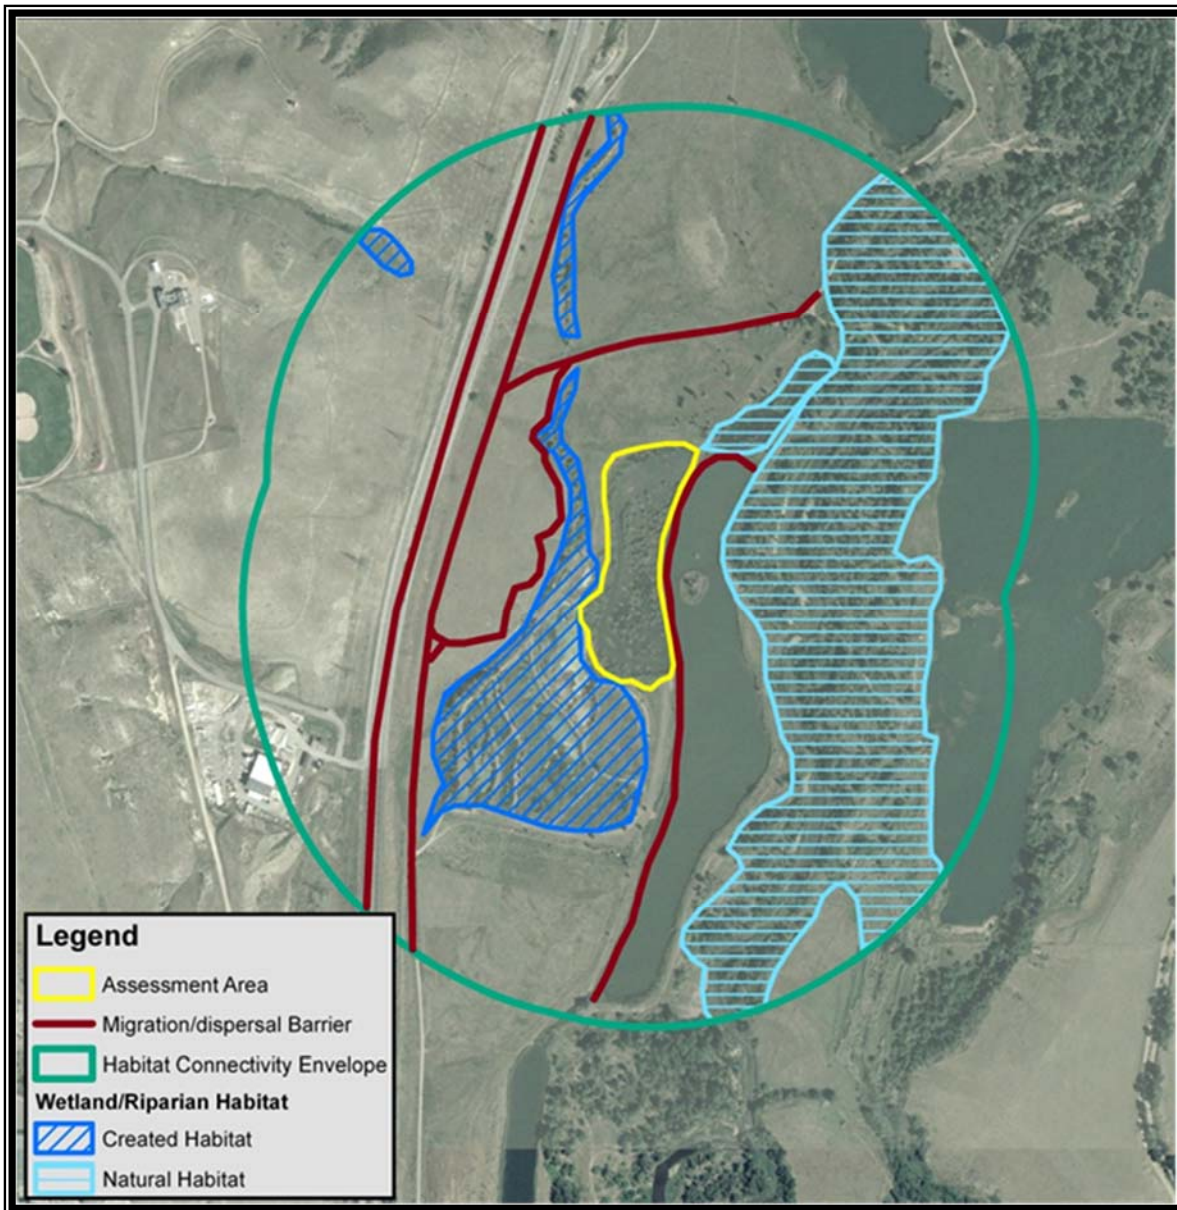 Legend
Assessment Area
Migration/dispersal Barrier
Habitat Connectivity Envelope
Wetland/Riparian Habitat
Created Habitat
Natural Habitat